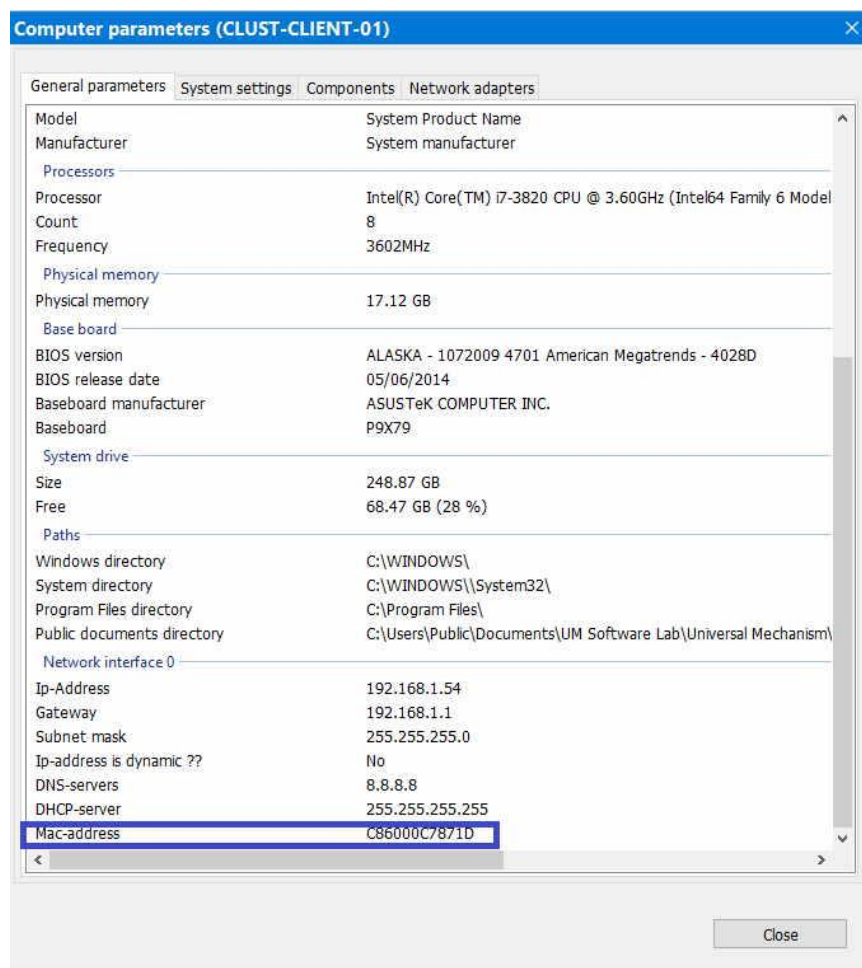 Computer parameters (CLUST-CLIENT-01)
General parameters System settings Components Network adapters
Model System Product Name
Manufacturer System manufacturer
Processors
Processor Intel(R) Core(TM) i7-3820 CPU @ 3.60GHz (Intel64 Family 6 Model
Count 8
Frequency 3602MHz
Physical memory
Physical memory 17.12 GB
Base board
BIOS version ALASKA - 1072009 4701 American Megatrends - 4028D
BIOS release date 05/06/2014
Baseboard manufacturer ASUSTeK COMPUTER INC.
Baseboard P9X79
System drive
Size 248.87 GB
Free 68.47 GB (28 %)
Paths
Windows directory C:\WINDOWS\
System directory C:\WINDOWS\\System32\
Program Files directory C:\Program Files\
Public documents directory C:\Users\Public\Documents\UM Software Lab\Universal Mechanism\
Network interface 0
Ip-Address 192.168.1.54
Gateway 192.168.1.1
Subnet mask 255.255.255.0
Ip-address is dynamic ?? No
DNS-servers 8.8.8.8
DHCP-server 255.255.255.255
Mac-address C86000C7871D
Close